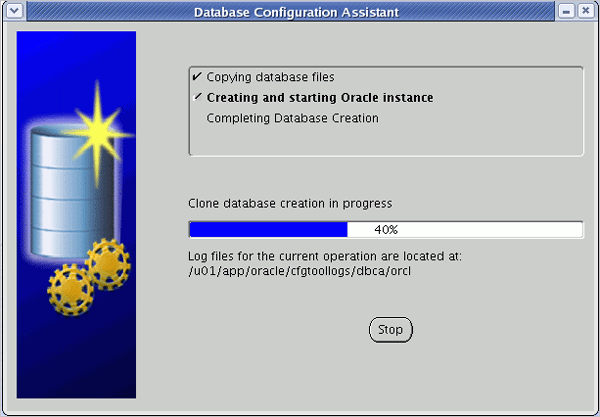 Database Configuration Assistant
Copying database files
Creating and starting Oracle instance
Completing Database Creation
Clone database creation in progress
40%
Log files for the current operation are located at:
/u01/app/oracle/cfgtoollogs/dbca/orcl
Stop